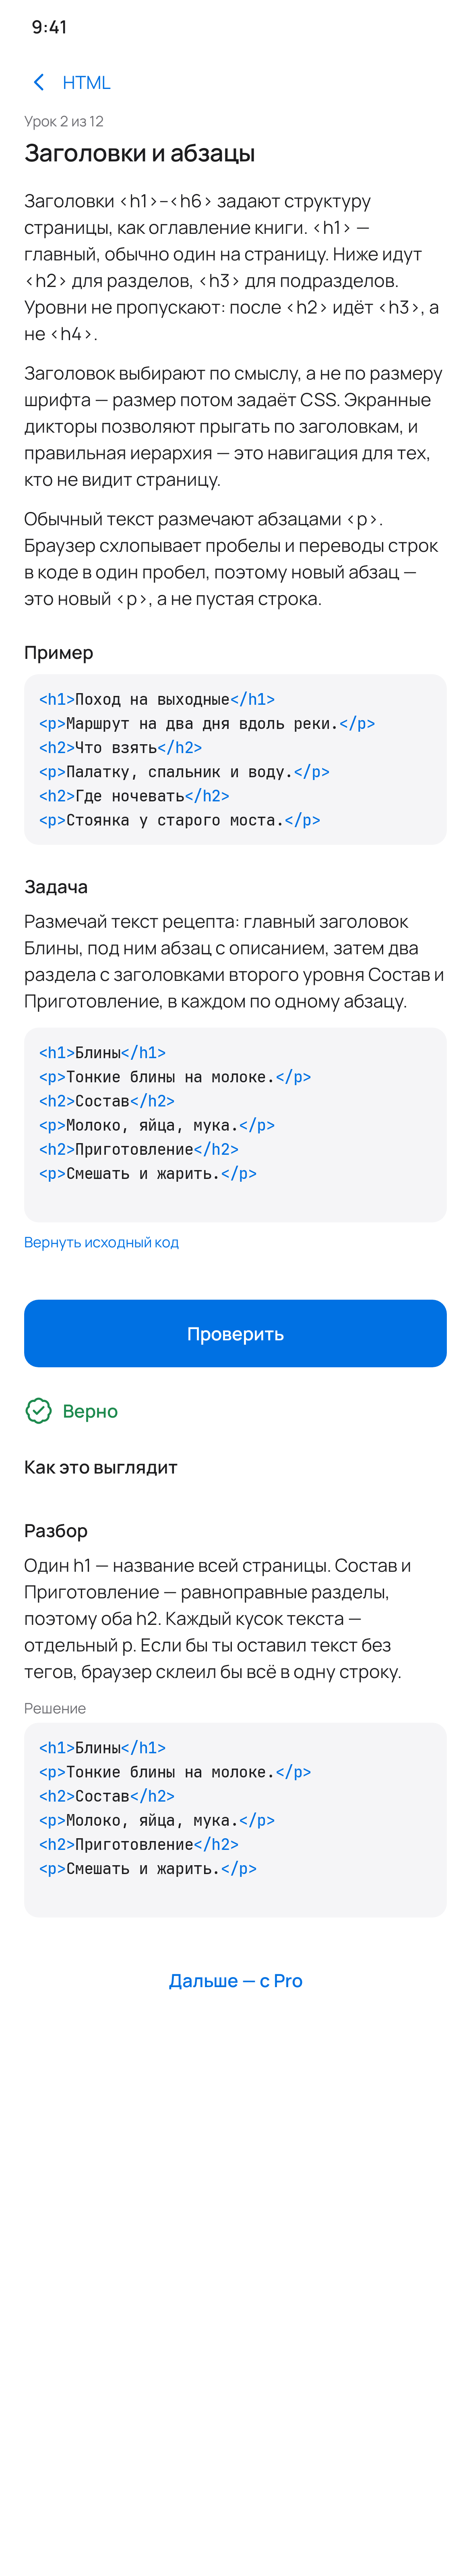 9:41
HTML
Урок 2 из 12
Заголовки и абзацы
Заголовки <h1>–<h6> задают структуру
страницы, как оглавление книги. <h1> —
главный, обычно один на страницу. Ниже идут
<h2> для разделов, <h3> для подразделов.
Уровни не пропускают: после <h2> идёт <h3>, а
не <h4>.
Заголовок выбирают по смыслу, а не по размеру
шрифта — размер потом задаёт CSS. Экранные
дикторы позволяют прыгать по заголовкам, и
правильная иерархия — это навигация для тех,
кто не видит страницу.
Обычный текст размечают абзацами <p>.
Браузер схлопывает пробелы и переводы строк
в коде в один пробел, поэтому новый абзац —
это новый <p>, а не пустая строка.
Пример
<h1>Поход на выходные</h1>
<p>Маршрут на два дня вдоль реки.</p>
<h2>Что взять</h2>
<p>Палатку, спальник и воду.</p>
<h2>Где ночевать</h2>
<p>Стоянка у старого моста.</p>
Задача
Размечай текст рецепта: главный заголовок
Блины, под ним абзац с описанием, затем два
раздела с заголовками второго уровня Состав и
Приготовление, в каждом по одному абзацу.
<h1>Блины</h1>
<p>Тонкие блины на молоке.</p>
<h2>Состав</h2>
<p>Молоко, яйца, мука.</p>
<h2>Приготовление</h2>
<p>Смешать и жарить.</p>
Вернуть исходный код
Проверить
Верно
Как это выглядит
Разбор
Один h1 — название всей страницы. Состав и
Приготовление — равноправные разделы,
поэтому оба h2. Каждый кусок текста —
отдельный p. Если бы ты оставил текст без
тегов, браузер склеил бы всё в одну строку.
Решение
<h1>Блины</h1>
<p>Тонкие блины на молоке.</p>
<h2>Состав</h2>
<p>Молоко, яйца, мука.</p>
<h2>Приготовление</h2>
<p>Смешать и жарить.</p>
Дальше — с Pro